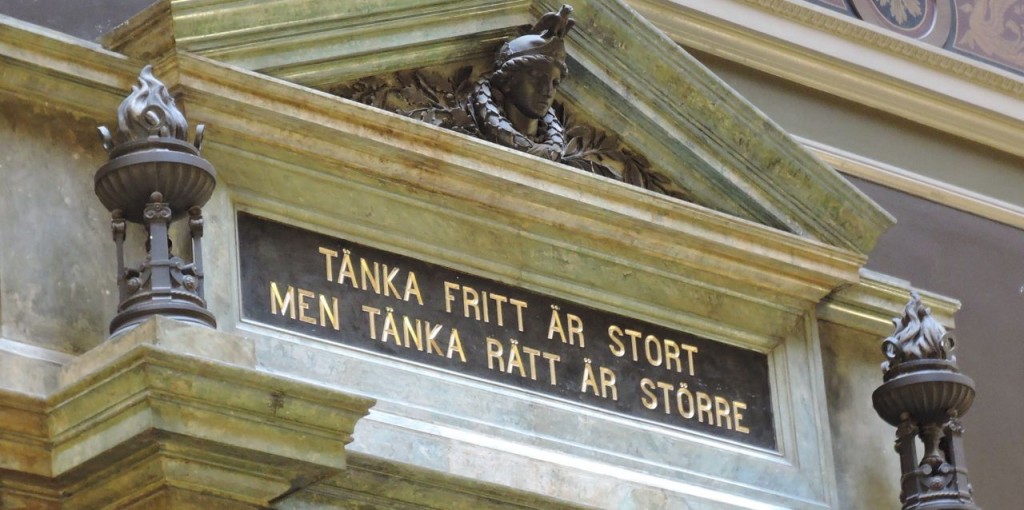 TÄNKA FRITT ÄR STORT
MEN TÄNKA RÄTT ÄR STÖRRE